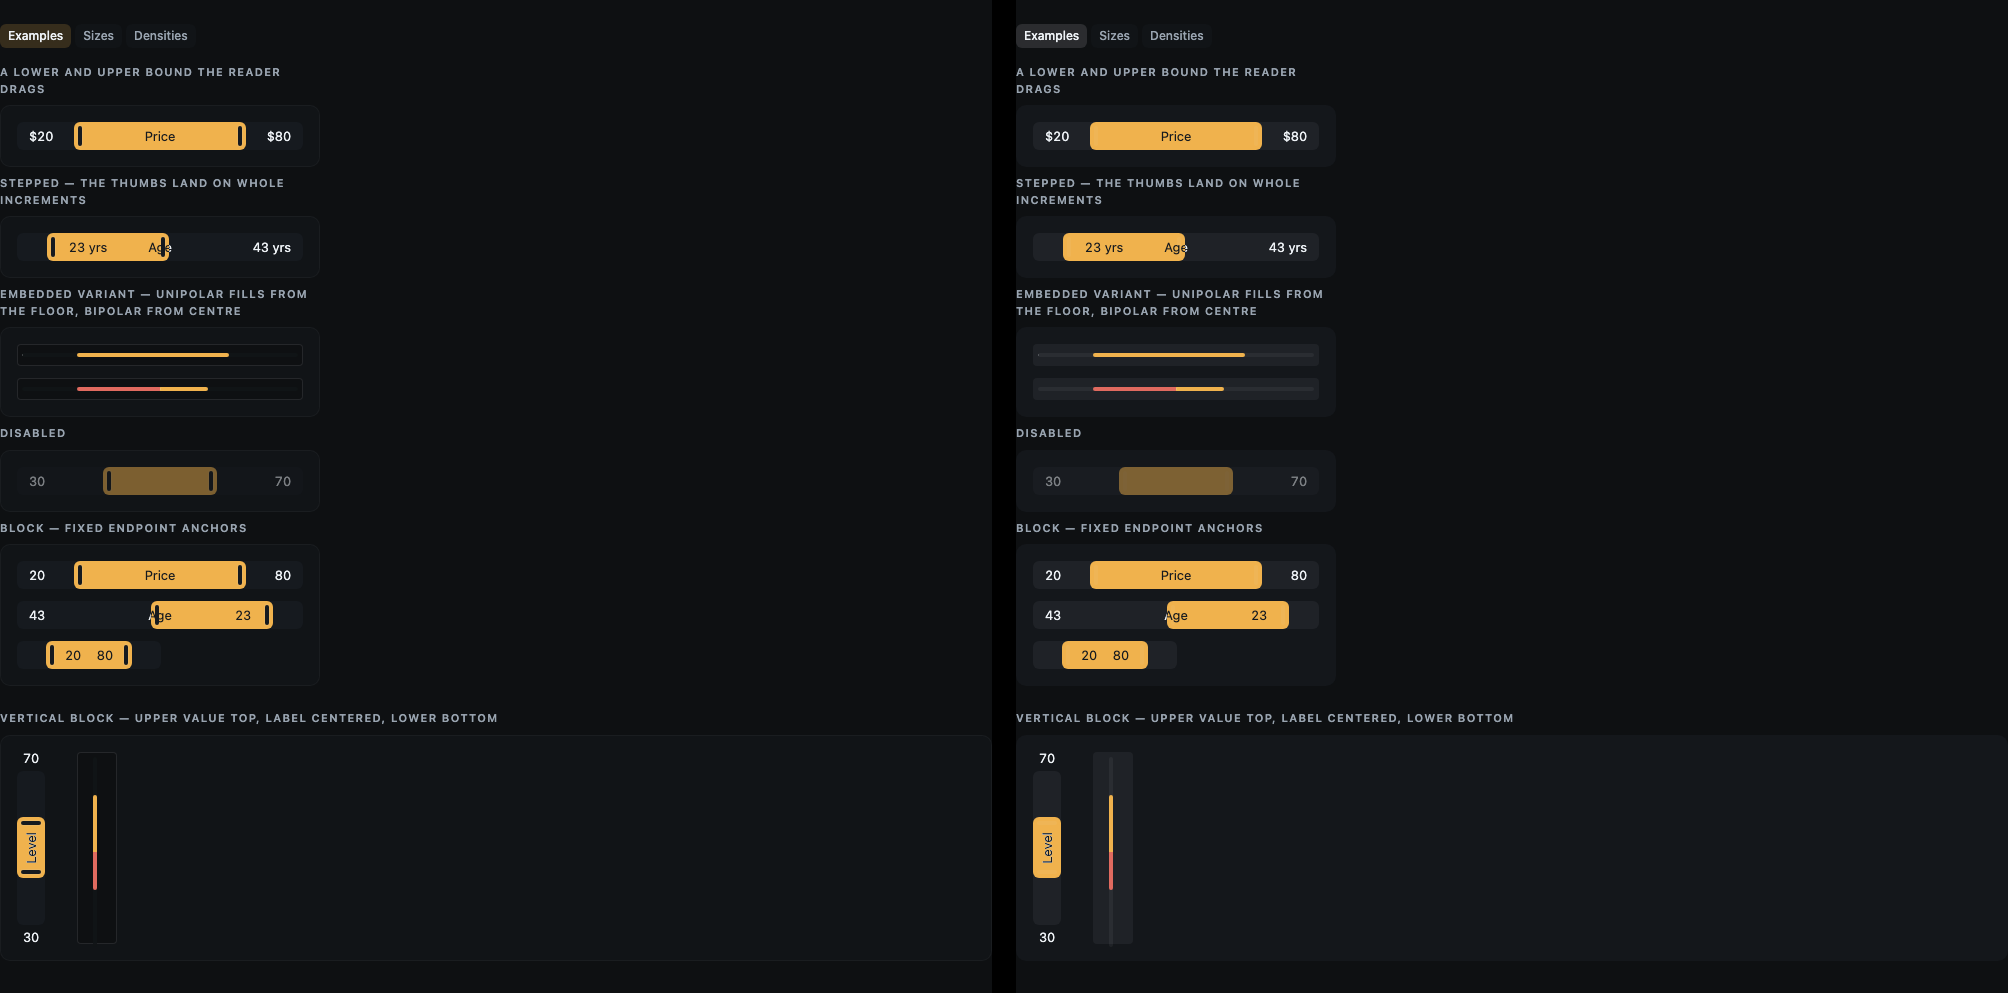 Examples Sizes Densities
A LOWER AND UPPER BOUND THE READER
DRAGS
$20 Price $80
STEPPED — THE THUMBS LAND ON WHOLE
INCREMENTS
23 yrs Age 43 yrs
EMBEDDED VARIANT — UNIPOLAR FILLS FROM
THE FLOOR, BIPOLAR FROM CENTRE
DISABLED
30 70
BLOCK — FIXED ENDPOINT ANCHORS
20 Price 80
43 Age 23
20 80
VERTICAL BLOCK — UPPER VALUE TOP, LABEL CENTERED, LOWER BOTTOM
70
Level
30
Examples Sizes Densities
A LOWER AND UPPER BOUND THE READER
DRAGS
$20 Price $80
STEPPED — THE THUMBS LAND ON WHOLE
INCREMENTS
23 yrs Age 43 yrs
EMBEDDED VARIANT — UNIPOLAR FILLS FROM
THE FLOOR, BIPOLAR FROM CENTRE
DISABLED
30 70
BLOCK — FIXED ENDPOINT ANCHORS
20 Price 80
43 Age 23
20 80
VERTICAL BLOCK — UPPER VALUE TOP, LABEL CENTERED, LOWER BOTTOM
70
Level
30